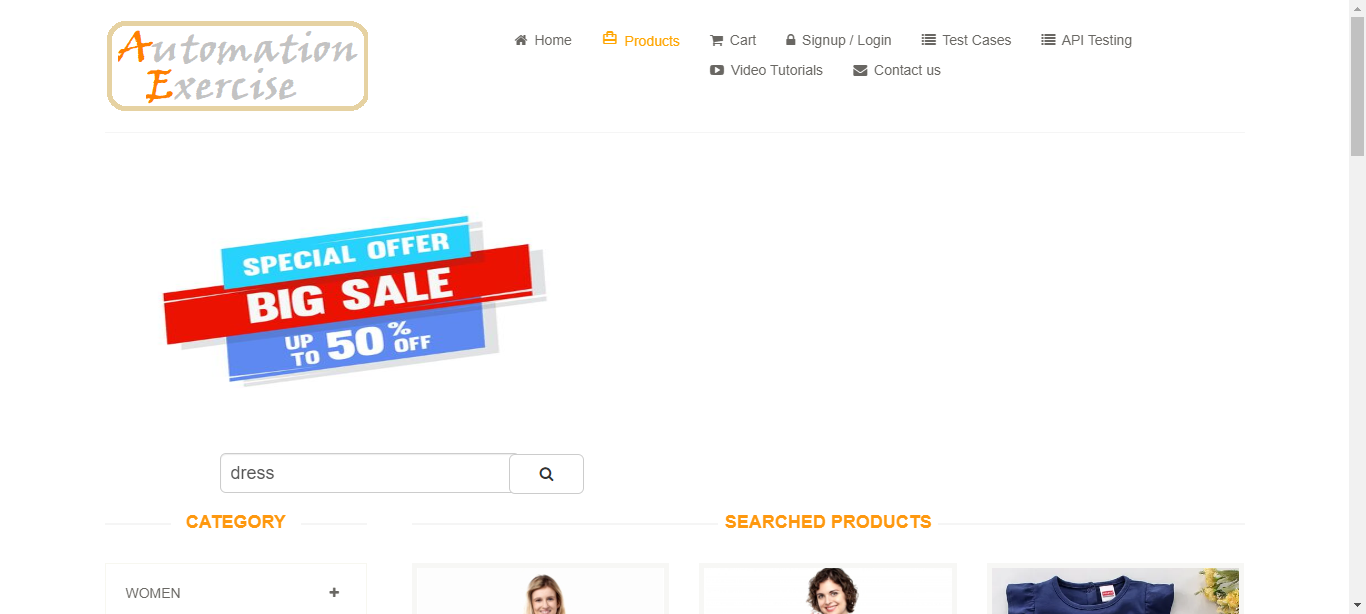 Automation
Exercise
Home
Products
Cart
Signup / Login
Test Cases
API Testing
Video Tutorials
Contact us
SPECIAL OFFER
BIG SALE
UP TO 50% OFF
dress
CATEGORY
SEARCHED PRODUCTS
WOMEN